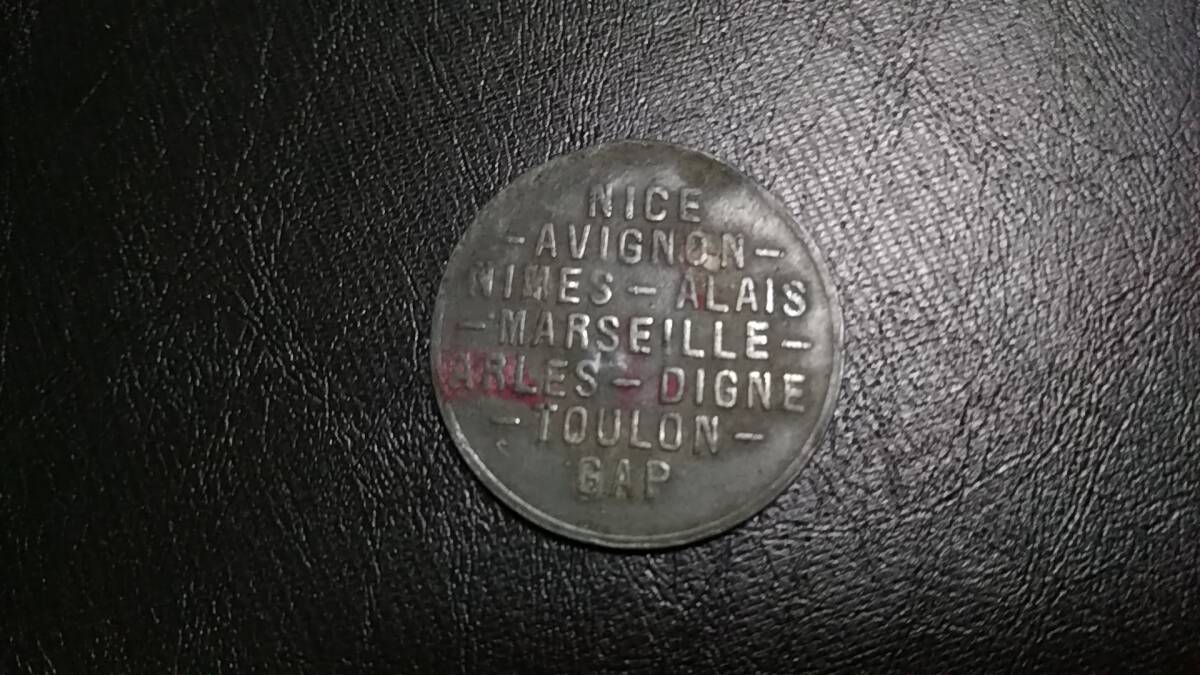 NICE
-AVIGNON-
NIMES - ALAIS
-MARSEILLE-
ARLES - DIGNE
-TOULON-
GAP